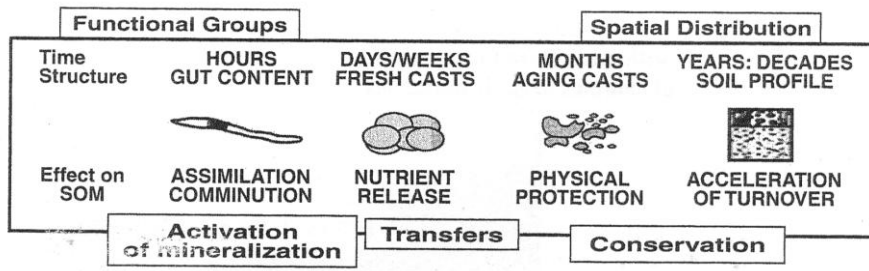 Functional Groups
Spatial Distribution
Time Structure
HOURS
GUT CONTENT
DAYS/WEEKS
FRESH CASTS
MONTHS
AGING CASTS
YEARS: DECADES
SOIL PROFILE
Effect on SOM
ASSIMILATION
COMMINUTION
NUTRIENT
RELEASE
PHYSICAL
PROTECTION
ACCELERATION
OF TURNOVER
Activation
of mineralization
Transfers
Conservation